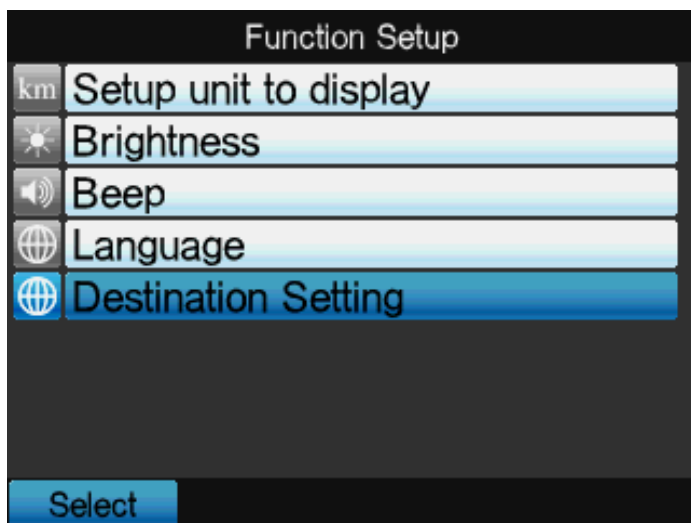 Function Setup
km Setup unit to display
Brightness
Beep
Language
Destination Setting
Select